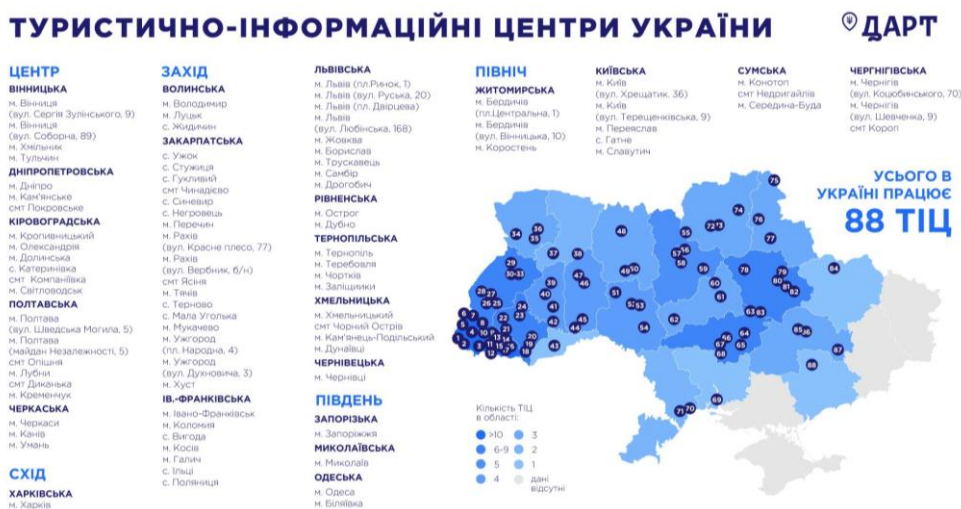 ТУРИСТИЧНО-ІНФОРМАЦІЙНІ ЦЕНТРИ УКРАЇНИ
ДАРТ
ЦЕНТР
ВІННИЦЬКА
м. Вінниця
(вул. Сергія Зулінського, 9)
м. Вінниця
(вул. Соборна, 89)
м. Хмільник
м. Тульчин
ДНІПРОПЕТРОВСЬКА
м. Дніпро
м. Кам'янське
смт Покровське
КІРОВОГРАДСЬКА
м. Кропивницький
м. Олександрія
м. Долинська
с. Катеринівка
смт Компаніївка
м. Світловодськ
ПОЛТАВСЬКА
м. Полтава
(вул. Шведська Могила, 5)
м. Полтава
(майдан Незалежності, 5)
смт Опішня
м. Лубни
смт Диканька
м. Кременчук
ЧЕРКАСЬКА
м. Черкаси
м. Канів
м. Умань
СХІД
ХАРКІВСЬКА
м. Харків
ЗАХІД
ВОЛИНСЬКА
м. Володимир
м. Луцьк
с. Жидичин
ЗАКАРПАТСЬКА
с. Ужок
с. Стужиця
с. Гукливий
смт Чинадієво
с. Синевир
с. Негровець
м. Перечин
м. Рахів
(вул. Красне плесо, 77)
м. Рахів
(вул. Вербник, б/н)
смт Ясіня
м. Тячів
с. Терново
с. Мала Уголька
м. Мукачево
м. Ужгород
(пл. Народна, 4)
м. Ужгород
(вул. Духновича, 3)
м. Хуст
ІВ.-ФРАНКІВСЬКА
м. Івано-Франківськ
м. Коломия
с. Вигода
м. Косів
м. Галич
с. Ільці
с. Поляниця
ЛЬВІВСЬКА
м. Львів (пл.Ринок, 1)
м. Львів (вул. Руська, 20)
м. Львів (пл. Двірцева)
м. Львів
(вул. Любінська, 168)
м. Жовква
м. Борислав
м. Трускавець
м. Самбір
м. Дрогобич
РІВНЕНСЬКА
м. Острог
м. Дубно
ТЕРНОПІЛЬСЬКА
м. Тернопіль
м. Теребовля
м. Чортків
м. Заліщики
ХМЕЛЬНИЦЬКА
м. Хмельницький
смт Чорний Острів
м. Кам'янець-Подільський
м. Дунаївці
ЧЕРНІВЕЦЬКА
м. Чернівці
ПІВДЕНЬ
ЗАПОРІЗЬКА
м. Запоріжжя
МИКОЛАЇВСЬКА
м. Миколаїв
ОДЕСЬКА
м. Одеса
м. Біляївка
ПІВНІЧ
ЖИТОМИРСЬКА
м. Бердичів
(пл.Центральна, 1)
м. Бердичів
(вул. Вінницька, 10)
м. Коростень
КИЇВСЬКА
м. Київ
(вул. Хрещатик, 36)
м. Київ
(вул. Терещенківська, 9)
м. Переяслав
с. Гатне
м. Славутич
СУМСЬКА
м. Конотоп
смт Недригайлів
м. Середина-Буда
ЧЕРГНІГІВСЬКА
м. Чернігів
(вул. Коцюбинського, 70)
м. Чернігів
(вул. Шевченка, 9)
смт Короп
УСЬОГО В
УКРАЇНІ ПРАЦЮЄ
88 ТІЦ
Кількість ТІЦ
в області:
>10
6-9
5
4
3
2
1
дані
відсутні